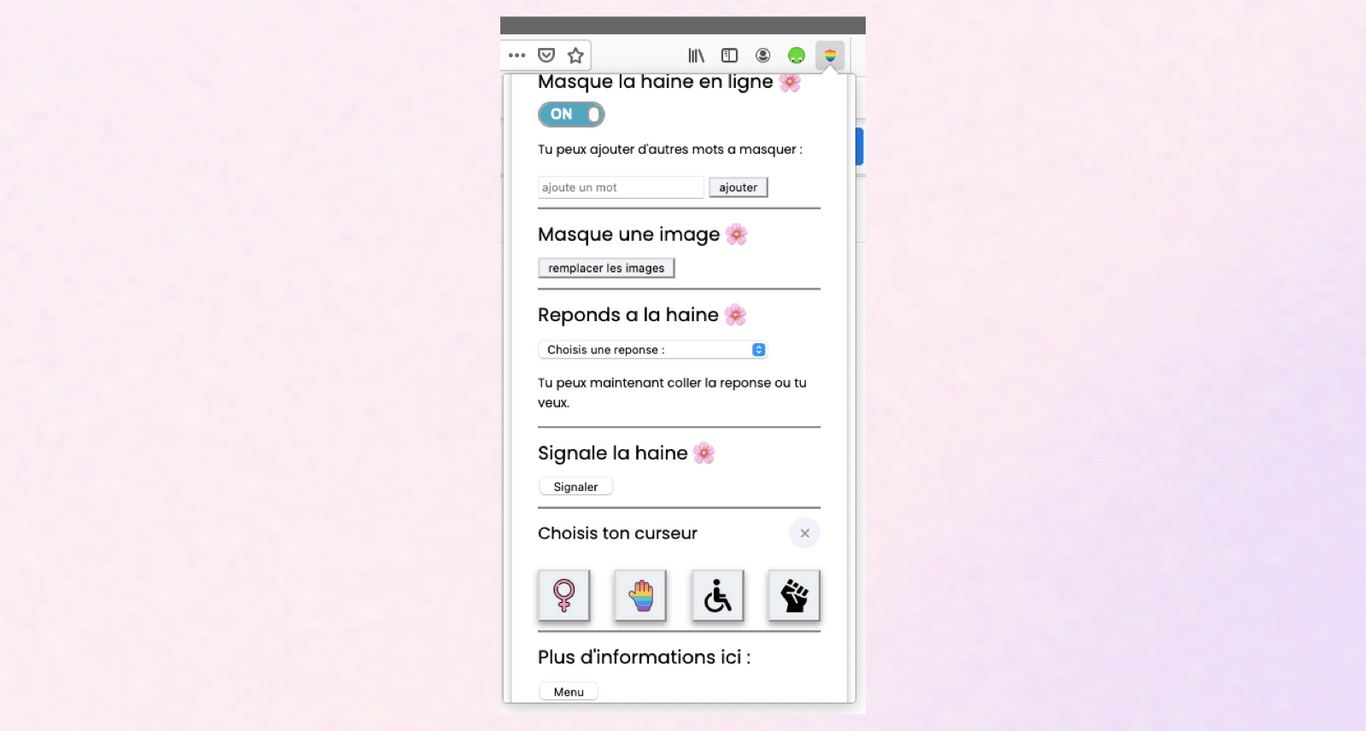 Masque la haine en ligne
ON
Tu peux ajouter d'autres mots a masquer :
ajoute un mot
ajouter
Masque une image
remplacer les images
Reponds a la haine
Choisis une reponse :
Tu peux maintenant coller la reponse ou tu
veux.
Signale la haine
Signaler
Choisis ton curseur
Plus d'informations ici :
Menu